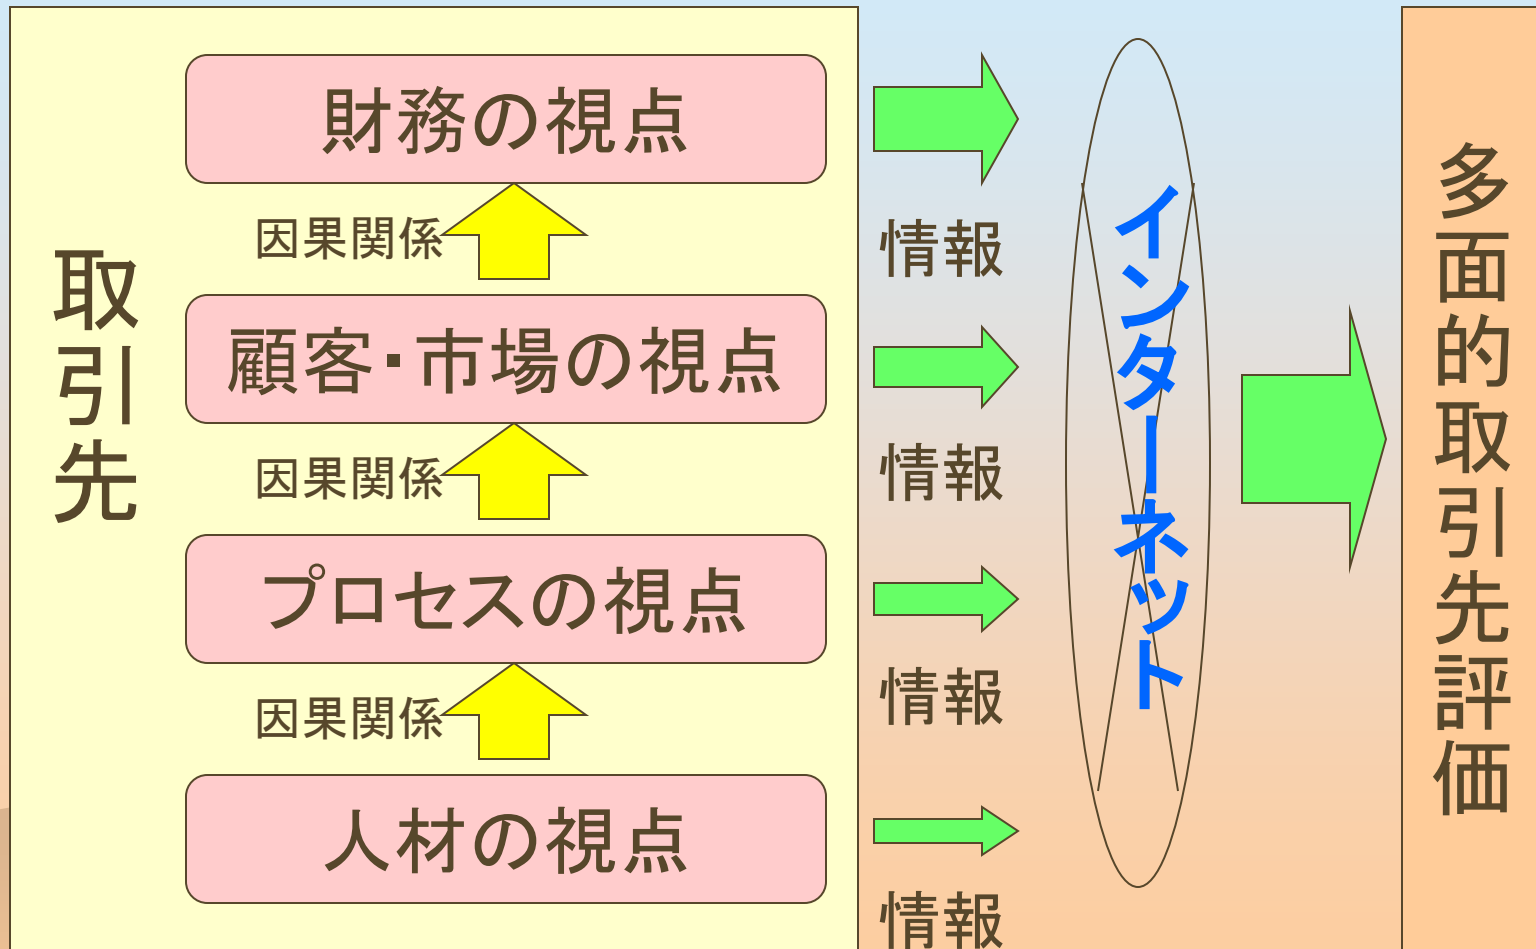 取引先
財務の視点
因果関係
顧客・市場の視点
因果関係
プロセスの視点
因果関係
人材の視点
情報
情報
情報
情報
インターネット
多面的取引先評価